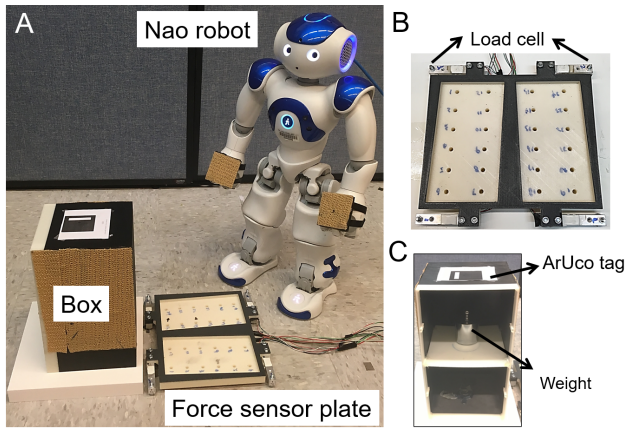 A
Nao robot
Box
Force sensor plate
B
Load cell
C
ArUco tag
Weight